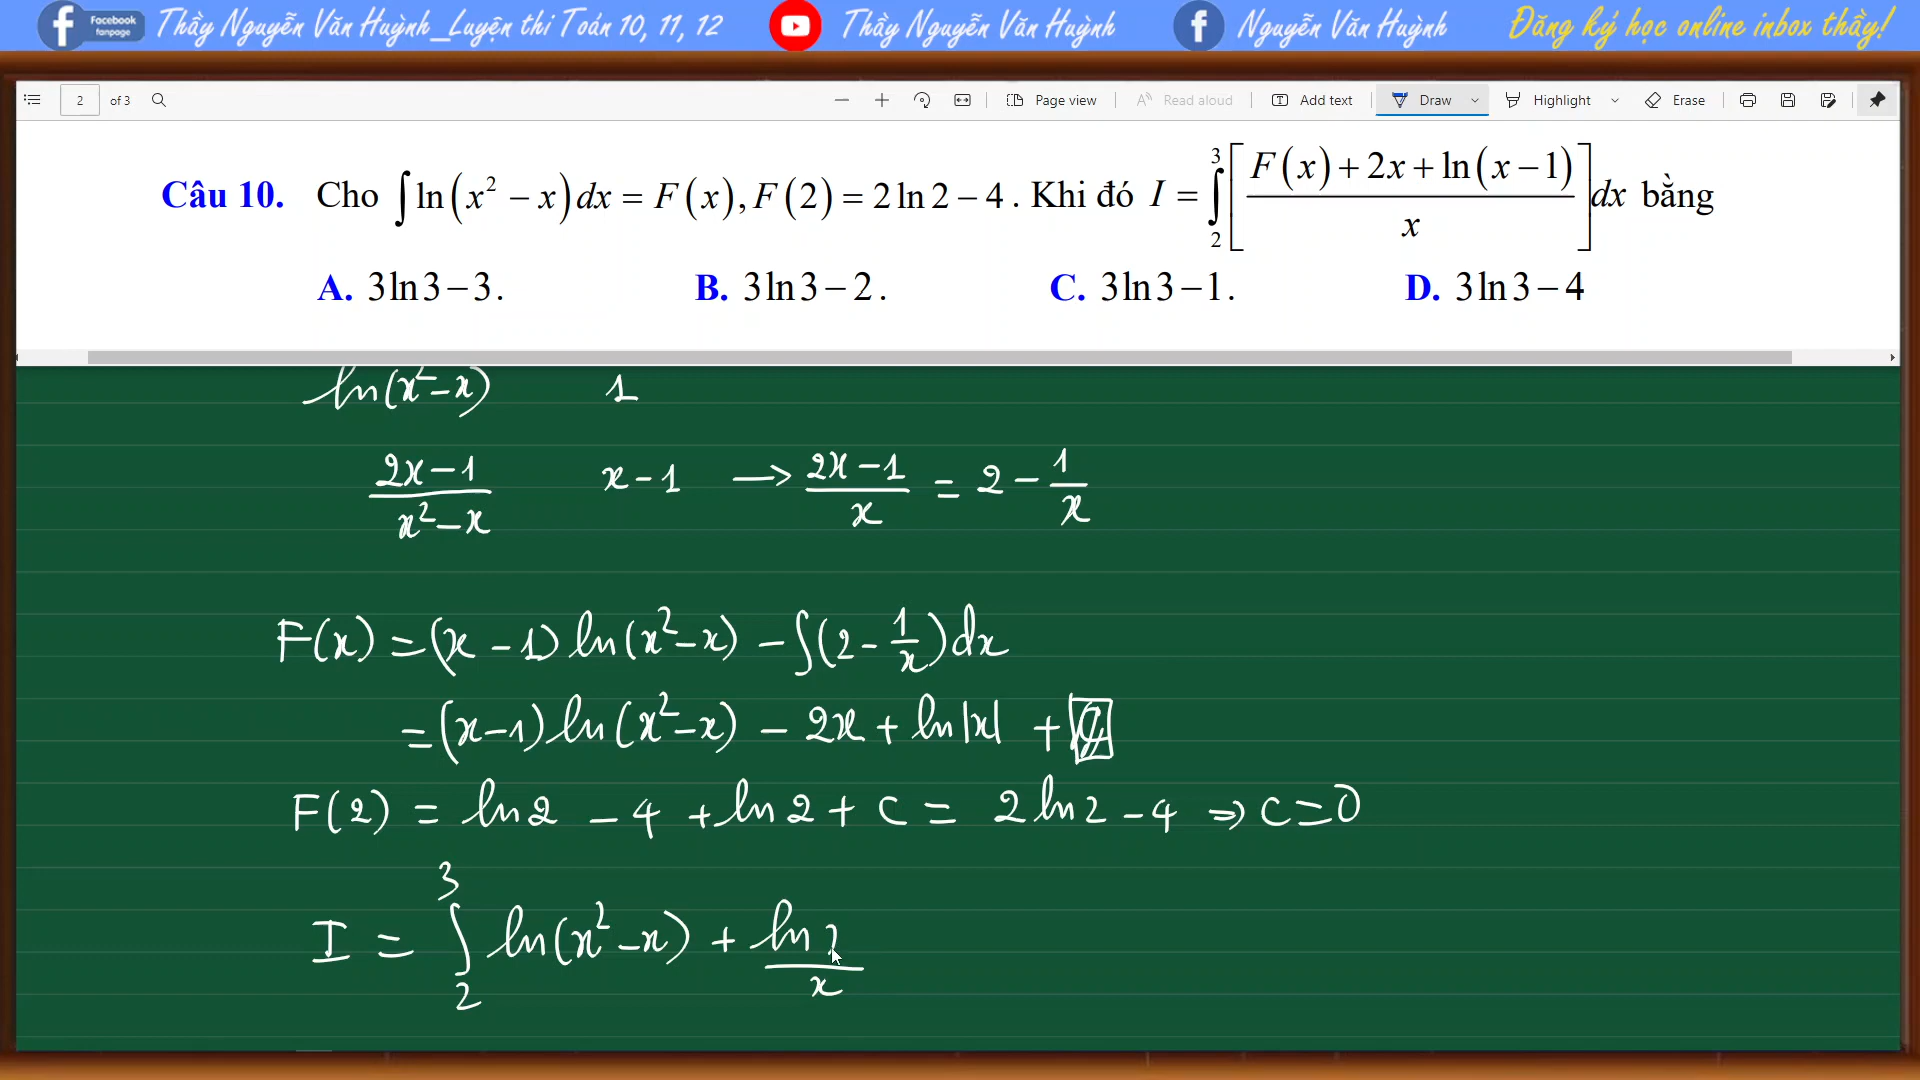 Facebook fanpage Thầy Nguyễn Văn Huỳnh_Luyện thi Toán 10, 11, 12 Thầy Nguyễn Văn Huỳnh f Nguyễn Văn Huỳnh Đăng ký học online inbox thầy!
2 of 3 Page view Read aloud Add text Draw Highlight Erase
Câu 10. Cho ∫ln(x² − x)dx = F(x), F(2) = 2ln2 − 4. Khi đó I = ∫₂³[(F(x) + 2x + ln(x − 1))/x]dx bằng
A. 3ln3 − 3. B. 3ln3 − 2. C. 3ln3 − 1. D. 3ln3 − 4
ln(x² − x) 1
(2x − 1)/(x² − x) x − 1 → (2x − 1)/x = 2 − 1/x
F(x) = (x − 1) ln(x² − x) − ∫(2 − 1/x)dx
= (x − 1) ln(x² − x) − 2x + ln|x| + C
F(2) = ln2 − 4 + ln2 + C = 2ln2 − 4 ⇒ C = 0
I = ∫₂³ ln(x² − x) + ln /x